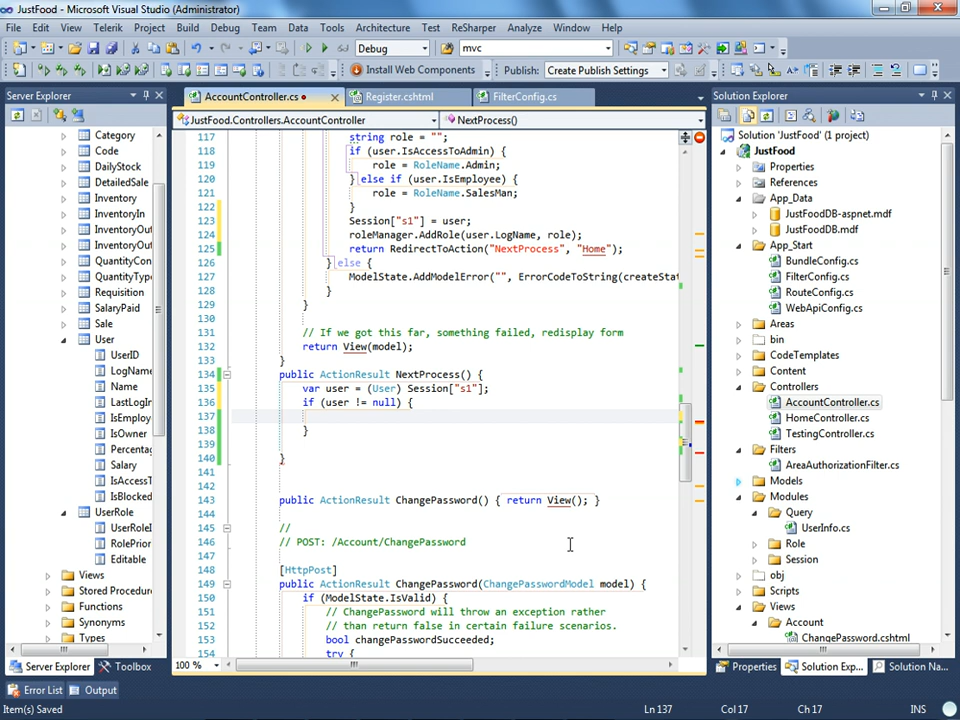 JustFood - Microsoft Visual Studio (Administrator)
File Edit View Telerik Project Build Debug Team Data Tools Architecture Test ReSharper Analyze Window Help
Debug mvc
Install Web Components Publish: Create Publish Settings
Server Explorer
Category
Code
DailyStock
DetailedSale
Inventory
InventoryIn
InventoryOut
InventoryOut
QuantityCon
QuantityType
Requisition
SalaryPaid
Sale
User
UserID
LogName
Name
LastLogIn
IsEmploy
IsOwner
Percenta
Salary
IsAccessT
IsBlocked
UserRole
UserRoleI
RolePrior
Editable
Views
Stored Procedure
Functions
Synonyms
Types
Server Explorer Toolbox
AccountController.cs Register.cshtml FilterConfig.cs
JustFood.Controllers.AccountController NextProcess()
117 string role = "";
118 if (user.IsAccessToAdmin) {
119 role = RoleName.Admin;
120 } else if (user.IsEmployee) {
121 role = RoleName.SalesMan;
122 }
123 Session["s1"] = user;
124 roleManager.AddRole(user.LogName, role);
125 return RedirectToAction("NextProcess", "Home");
126 } else {
127 ModelState.AddModelError("", ErrorCodeToString(createStat
128 }
129 }
130
131 // If we got this far, something failed, redisplay form
132 return View(model);
133 }
134 public ActionResult NextProcess() {
135 var user = (User) Session["s1"];
136 if (user != null) {
137
138 }
139
140 }
141
142
143 public ActionResult ChangePassword() { return View(); }
144
145 //
146 // POST: /Account/ChangePassword
147
148 [HttpPost]
149 public ActionResult ChangePassword(ChangePasswordModel model) {
150 if (ModelState.IsValid) {
151 // ChangePassword will throw an exception rather
152 // than return false in certain failure scenarios.
153 bool changePasswordSucceeded;
154 try {
100 %
Solution Explorer
Solution 'JustFood' (1 project)
JustFood
Properties
References
App_Data
JustFoodDB-aspnet.mdf
JustFoodDB.mdf
App_Start
BundleConfig.cs
FilterConfig.cs
RouteConfig.cs
WebApiConfig.cs
Areas
bin
CodeTemplates
Content
Controllers
AccountController.cs
HomeController.cs
TestingController.cs
Filters
AreaAuthorizationFilter.cs
Models
Modules
Query
UserInfo.cs
Role
Session
obj
Scripts
Views
Account
ChangePassword.cshtml
Properties Solution Exp... Solution Na...
Error List Output
Item(s) Saved Ln 137 Col 17 Ch 17 INS